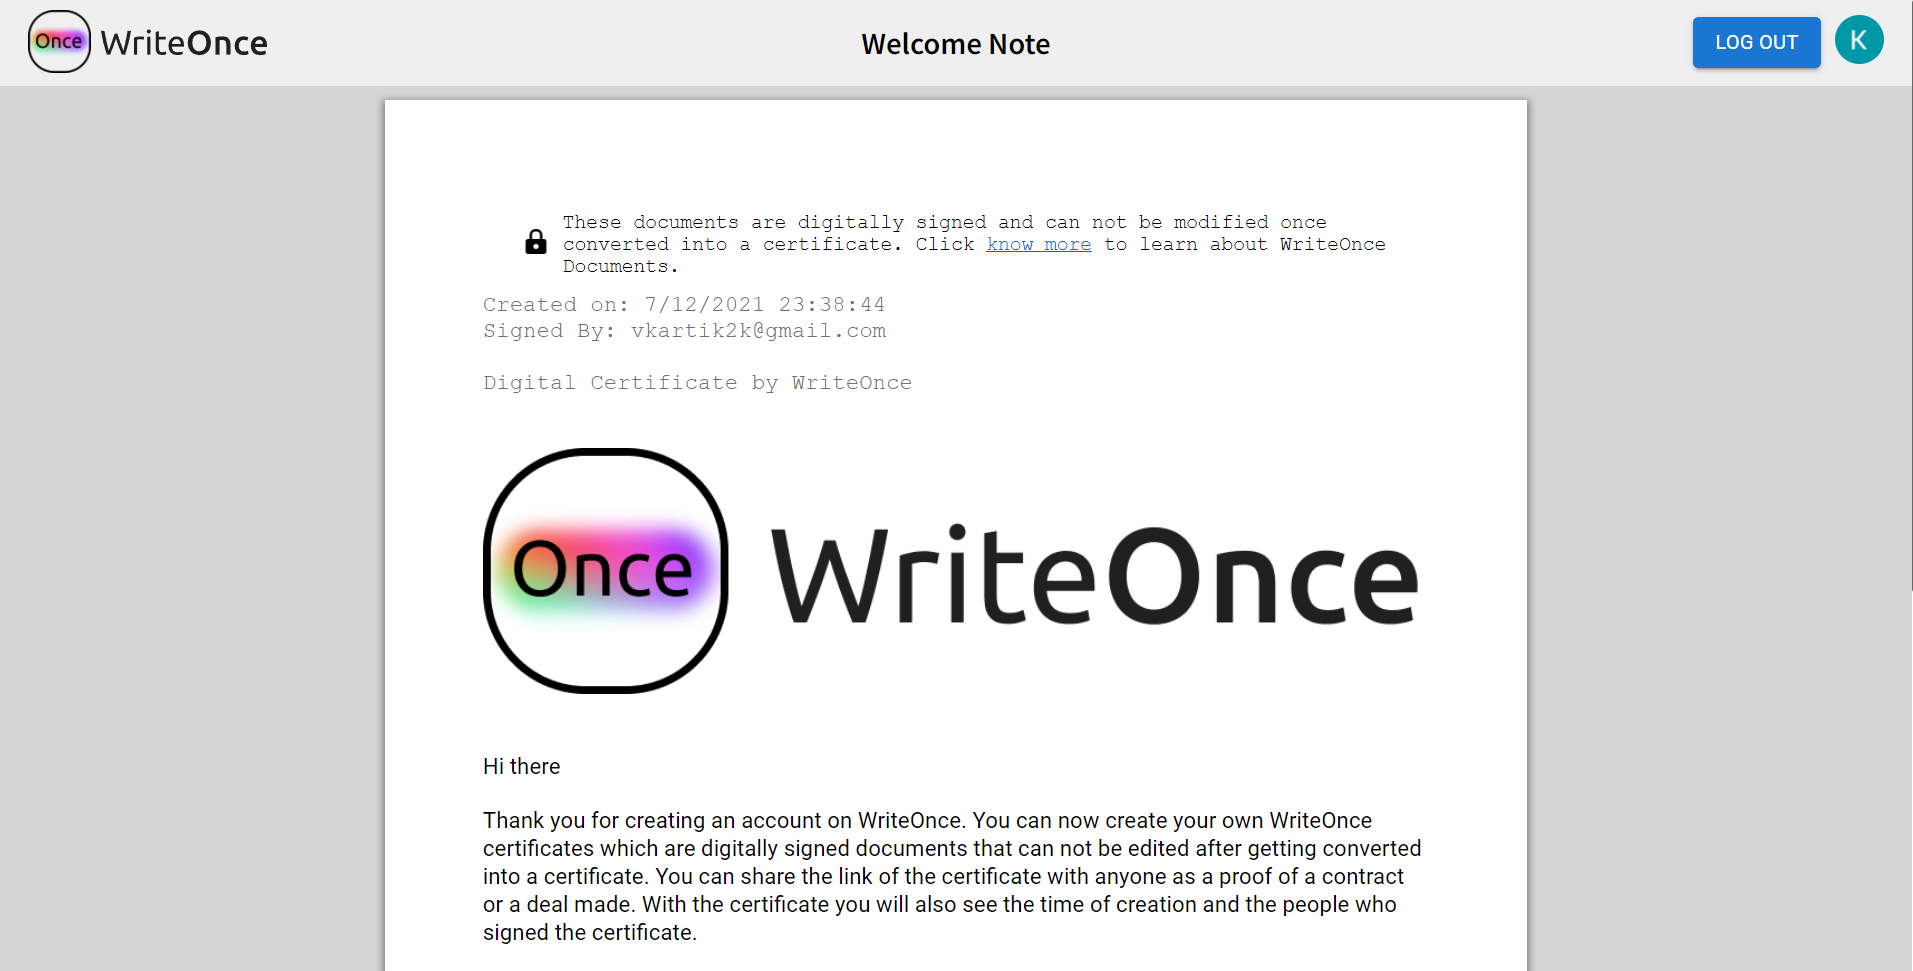 Once WriteOnce
Welcome Note
LOG OUT
K
These documents are digitally signed and can not be modified once
converted into a certificate. Click know more to learn about WriteOnce
Documents.
Created on: 7/12/2021 23:38:44
Signed By: vkartik2k@gmail.com
Digital Certificate by WriteOnce
Once WriteOnce
Hi there
Thank you for creating an account on WriteOnce. You can now create your own WriteOnce
certificates which are digitally signed documents that can not be edited after getting converted
into a certificate. You can share the link of the certificate with anyone as a proof of a contract
or a deal made. With the certificate you will also see the time of creation and the people who
signed the certificate.